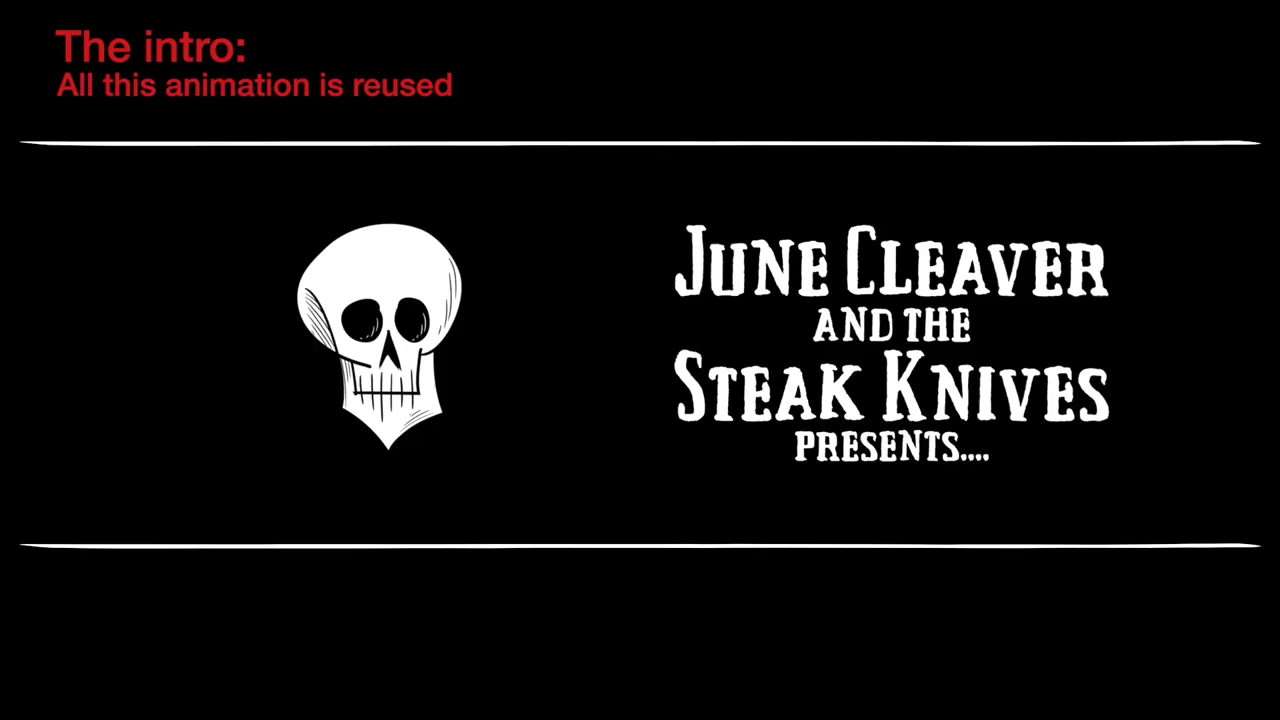 The intro:
All this animation is reused
June Cleaver
and the
Steak Knives
presents....